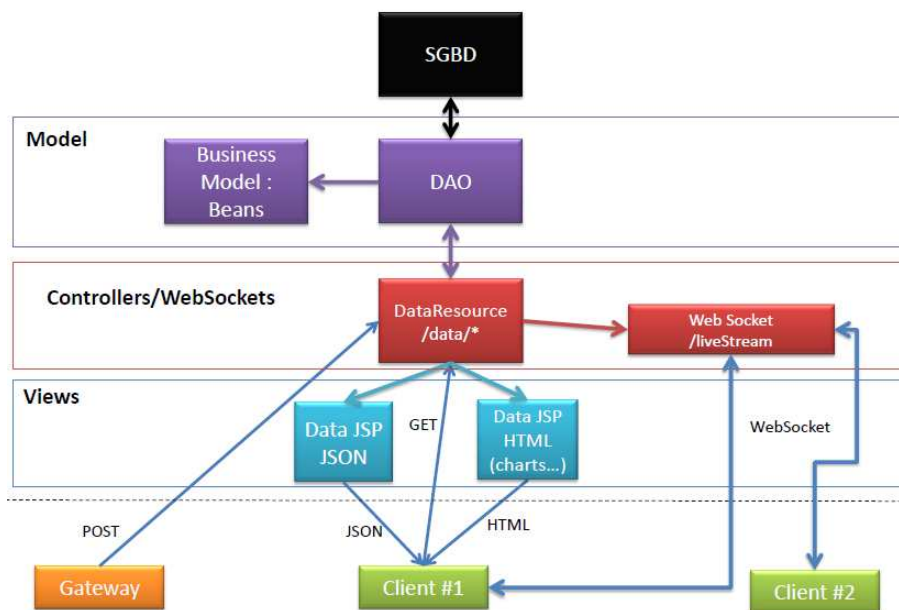 SGBD
Model
Business
Model :
Beans
DAO
Controllers/WebSockets
DataResource
/data/*
Web Socket
/liveStream
Views
Data JSP
JSON
GET
Data JSP
HTML
(charts...)
WebSocket
POST
JSON
HTML
Gateway
Client #1
Client #2